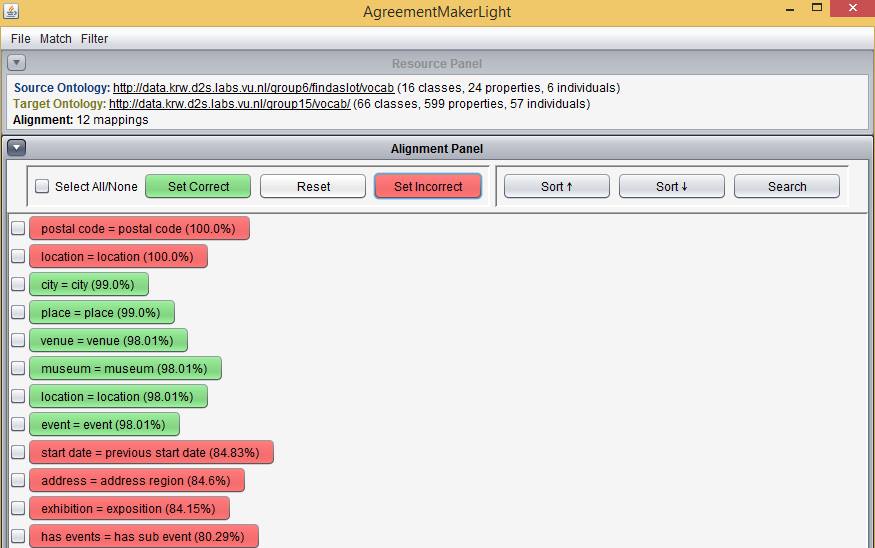 AgreementMakerLight
File Match Filter
Resource Panel
Source Ontology: http://data.krw.d2s.labs.vu.nl/group6/findaslot/vocab (16 classes, 24 properties, 6 individuals)
Target Ontology: http://data.krw.d2s.labs.vu.nl/group15/vocab/ (66 classes, 599 properties, 57 individuals)
Alignment: 12 mappings
Alignment Panel
Select All/None Set Correct Reset Set Incorrect Sort ↑ Sort ↓ Search
postal code = postal code (100.0%)
location = location (100.0%)
city = city (99.0%)
place = place (99.0%)
venue = venue (98.01%)
museum = museum (98.01%)
location = location (98.01%)
event = event (98.01%)
start date = previous start date (84.83%)
address = address region (84.6%)
exhibition = exposition (84.15%)
has events = has sub event (80.29%)